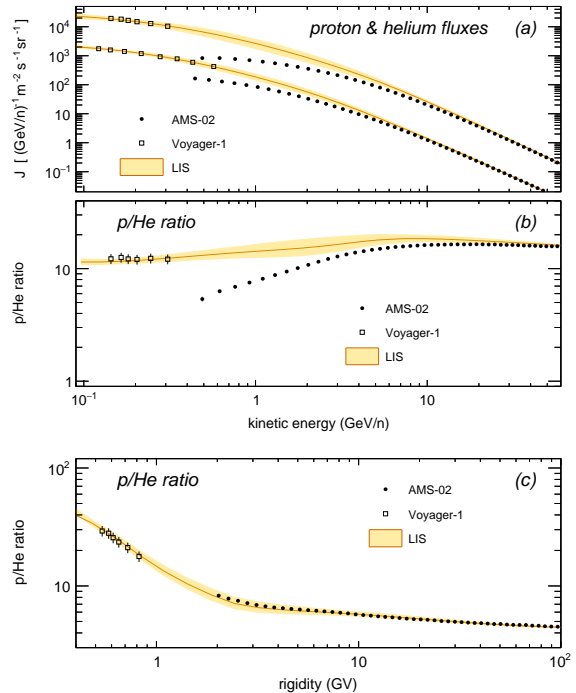 proton & helium fluxes (a)
10⁴
10³
10²
10
1
10⁻¹
J [ (GeV/n)⁻¹ m⁻² s⁻¹ sr⁻¹ ]
AMS-02
Voyager-1
LIS
p/He ratio (b)
10
1
p/He ratio
AMS-02
Voyager-1
LIS
10⁻¹ 1 10
kinetic energy (GeV/n)
p/He ratio (c)
10²
10
p/He ratio
AMS-02
Voyager-1
LIS
1 10 10²
rigidity (GV)